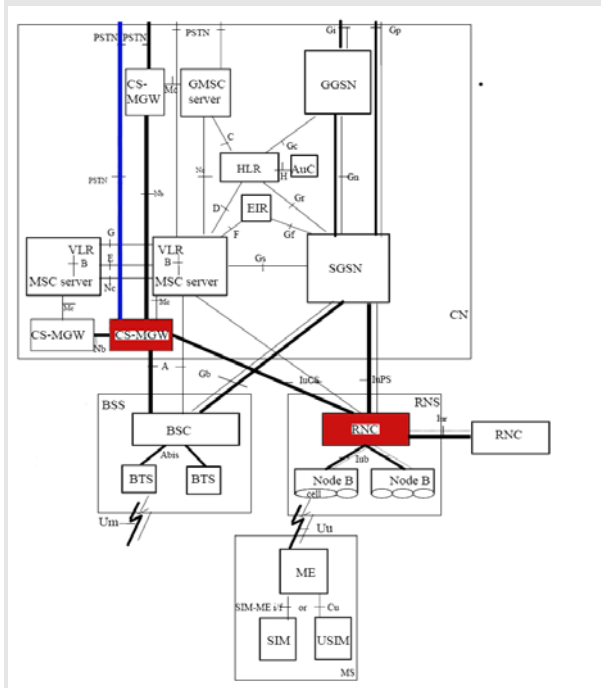 PSTN PSTN
PSTN
Gi
Gp
CS-
MGW
Mc
GMSC
server
GGSN
C
Gc
PSTN
Nb
Nc
HLR
H
AuC
Gn
D
EIR
Gr
F
Gf
G
E
Nc
VLR
B
MSC server
VLR
B
MSC server
Gs
SGSN
Mc
Mc
CN
CS-MGW
Nb
CS-MGW
A
Gb
IuCS
IuPS
BSS
RNS
BSC
RNC
Iur
RNC
Abis
Iub
BTS
BTS
Node B
cell
Node B
Um
Uu
ME
SIM-ME i/f or Cu
SIM
USIM
MS